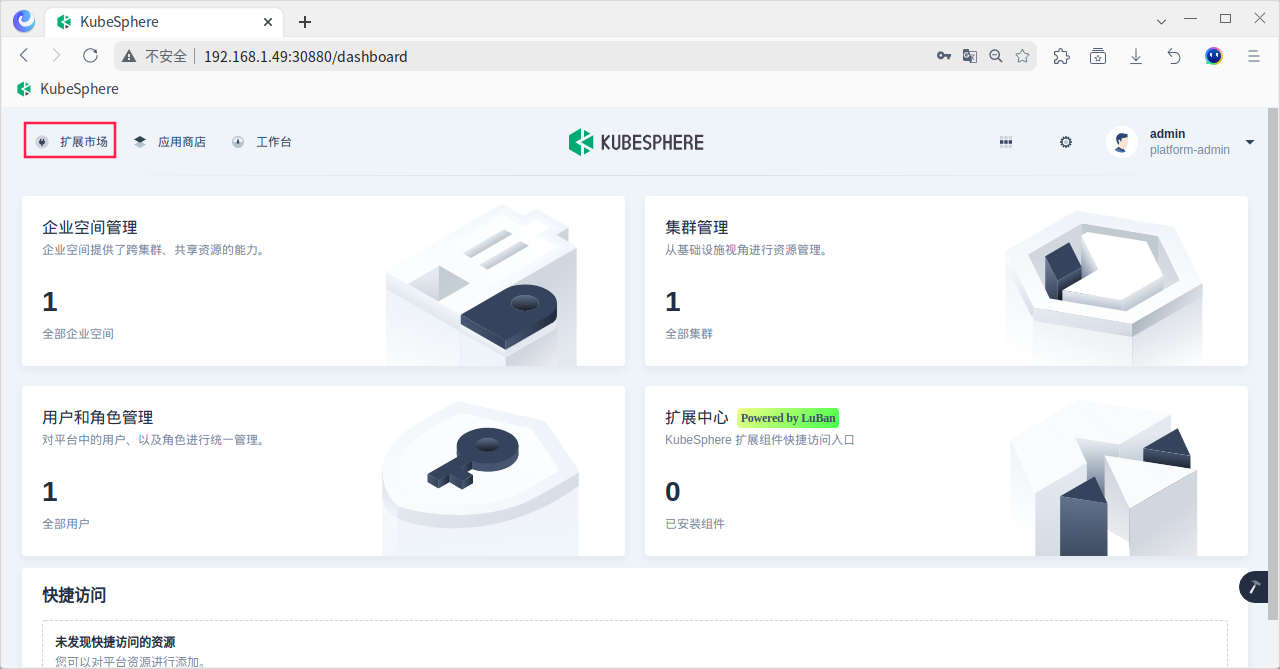 KubeSphere
不安全 192.168.1.49:30880/dashboard
KubeSphere
扩展市场 应用商店 工作台 KUBESPHERE admin
platform-admin
企业空间管理
企业空间提供了跨集群、共享资源的能力。
1
全部企业空间
集群管理
从基础设施视角进行资源管理。
1
全部集群
用户和角色管理
对平台中的用户、以及角色进行统一管理。
1
全部用户
扩展中心 Powered by LuBan
KubeSphere 扩展组件快捷访问入口
0
已安装组件
快捷访问
未发现快捷访问的资源
您可以对平台资源进行添加。